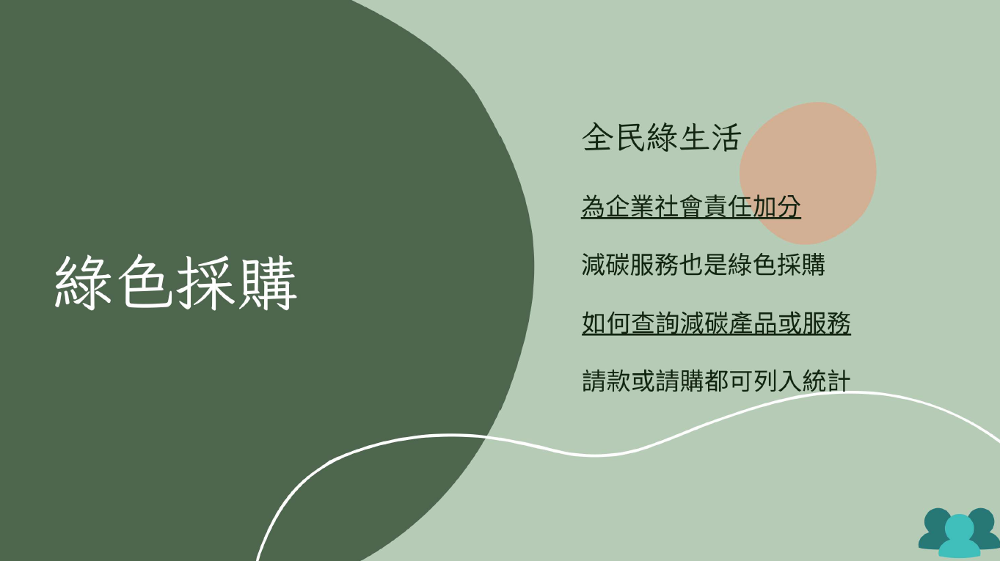 綠色採購
全民綠生活
為企業社會責任加分
減碳服務也是綠色採購
如何查詢減碳產品或服務
請款或請購都可列入統計